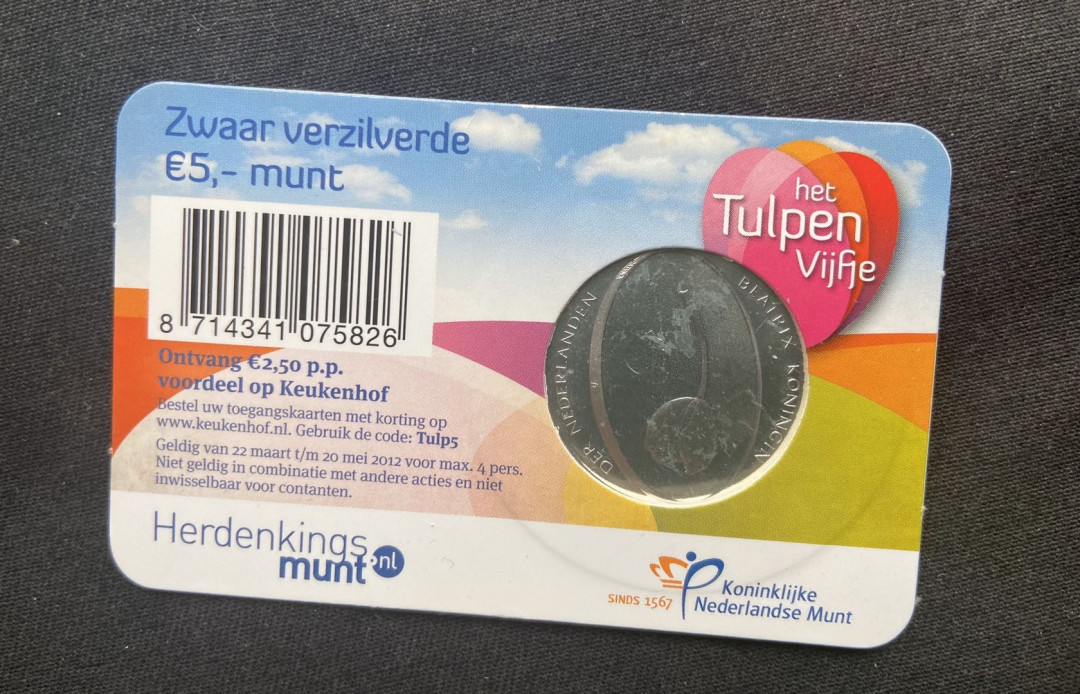 Zwaar verzilverde
€5,- munt
het
Tulpen
Vijfje
8 714341 075826
Ontvang €2,50 p.p.
voordeel op Keukenhof
Bestel uw toegangskaarten met korting op
www.keukenhof.nl. Gebruik de code: Tulp5
Geldig van 22 maart t/m 20 mei 2012 voor max. 4 pers.
Niet geldig in combinatie met andere acties en niet
inwisselbaar voor contanten.
BEATRIX KONINGIN
DER NEDERLANDEN
Herdenkings
munt.nl
SINDS 1567
Koninklijke
Nederlandse Munt